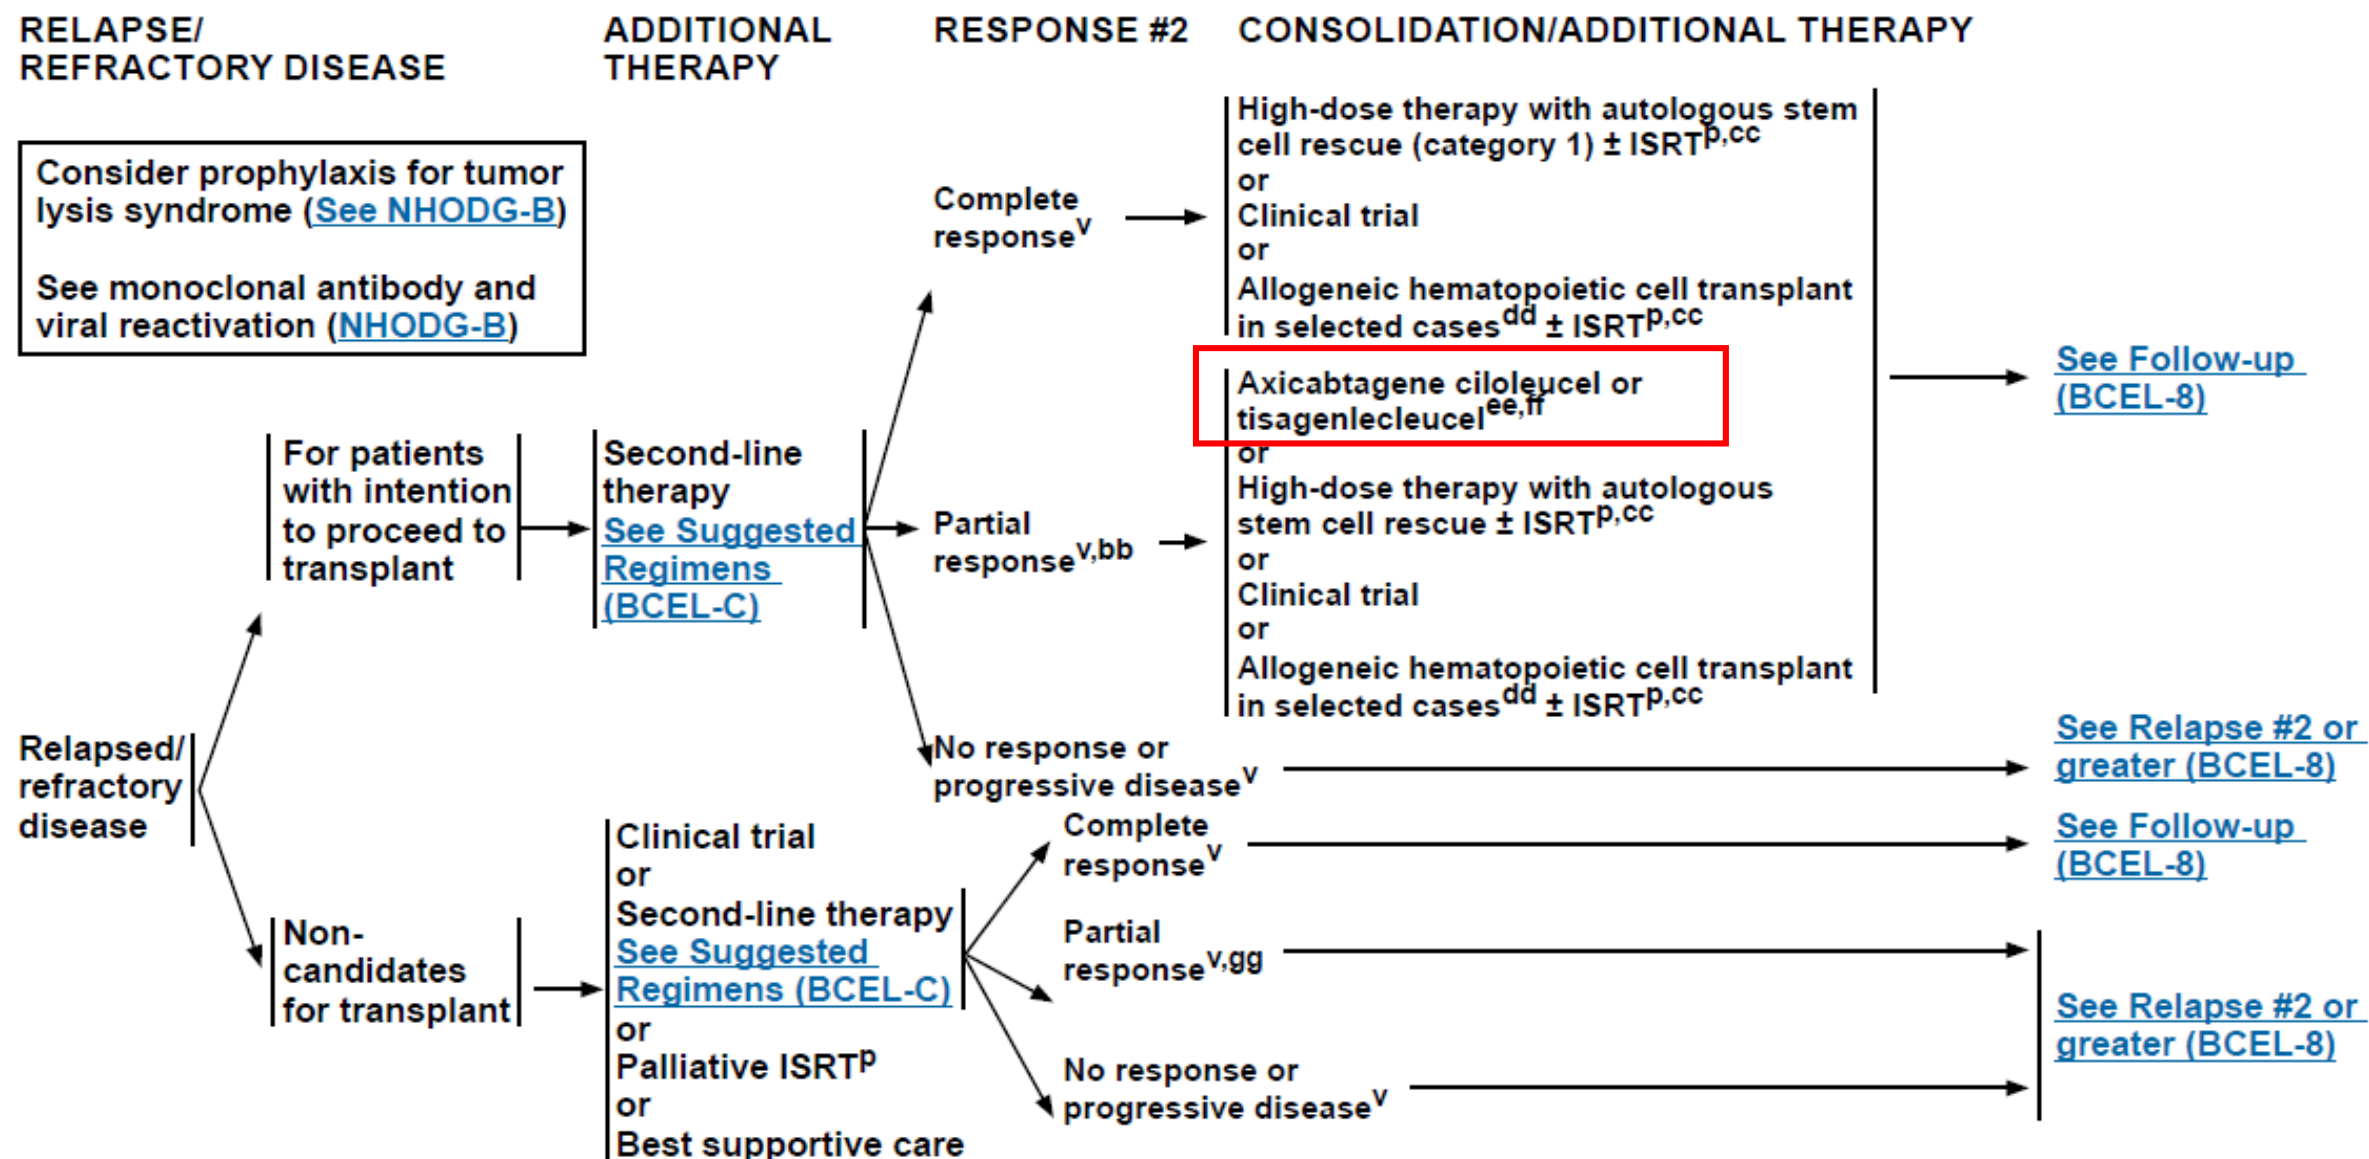 RELAPSE/
REFRACTORY DISEASE
ADDITIONAL
THERAPY
RESPONSE #2
CONSOLIDATION/ADDITIONAL THERAPY
Consider prophylaxis for tumor
lysis syndrome (See NHODG-B)
See monoclonal antibody and
viral reactivation (NHODG-B)
Relapsed/
refractory
disease
For patients
with intention
to proceed to
transplant
Second-line
therapy
See Suggested
Regimens
(BCEL-C)
Complete
responseᵛ
High-dose therapy with autologous stem
cell rescue (category 1) ± ISRTp,cc
or
Clinical trial
or
Allogeneic hematopoietic cell transplant
in selected casesdd ± ISRTp,cc
Partial
responsev,bb
Axicabtagene ciloleucel or
tisagenlecleucelee,ff
or
High-dose therapy with autologous
stem cell rescue ± ISRTp,cc
or
Clinical trial
or
Allogeneic hematopoietic cell transplant
in selected casesdd ± ISRTp,cc
See Follow-up
(BCEL-8)
No response or
progressive diseasev
See Relapse #2 or
greater (BCEL-8)
Non-
candidates
for transplant
Clinical trial
or
Second-line therapy
See Suggested
Regimens (BCEL-C)
or
Palliative ISRTp
or
Best supportive care
Complete
responsev
See Follow-up
(BCEL-8)
Partial
responsev,gg
No response or
progressive diseasev
See Relapse #2 or
greater (BCEL-8)